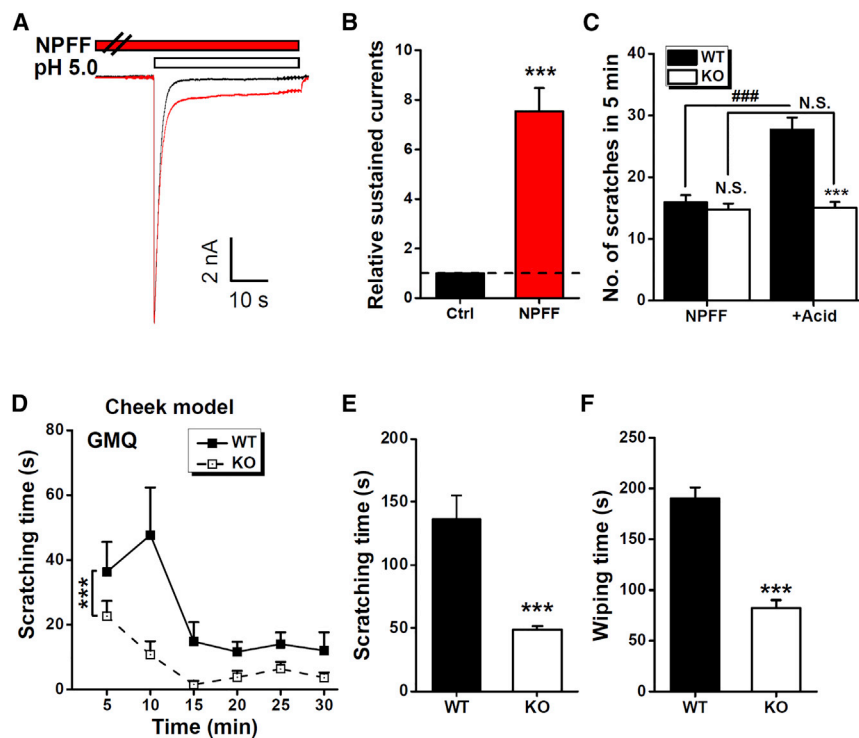 A
NPFF
pH 5.0
2 nA
10 s
B
Relative sustained currents
10
8
6
4
2
0
***
Ctrl
NPFF
C
No. of scratches in 5 min
40
30
20
10
0
WT
KO
###
N.S.
N.S.
***
NPFF
+Acid
D
Cheek model
GMQ
WT
KO
Scratching time (s)
80
60
40
20
0
***
5
10
15
20
25
30
Time (min)
E
Scratching time (s)
200
150
100
50
0
***
WT
KO
F
Wiping time (s)
250
200
150
100
50
0
***
WT
KO